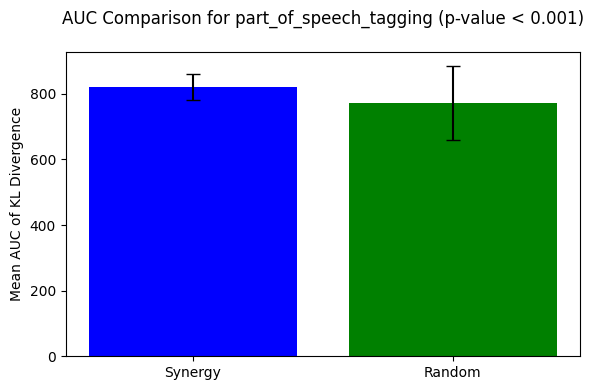 AUC Comparison for part_of_speech_tagging (p-value < 0.001)
Mean AUC of KL Divergence
800
600
400
200
0
Synergy Random